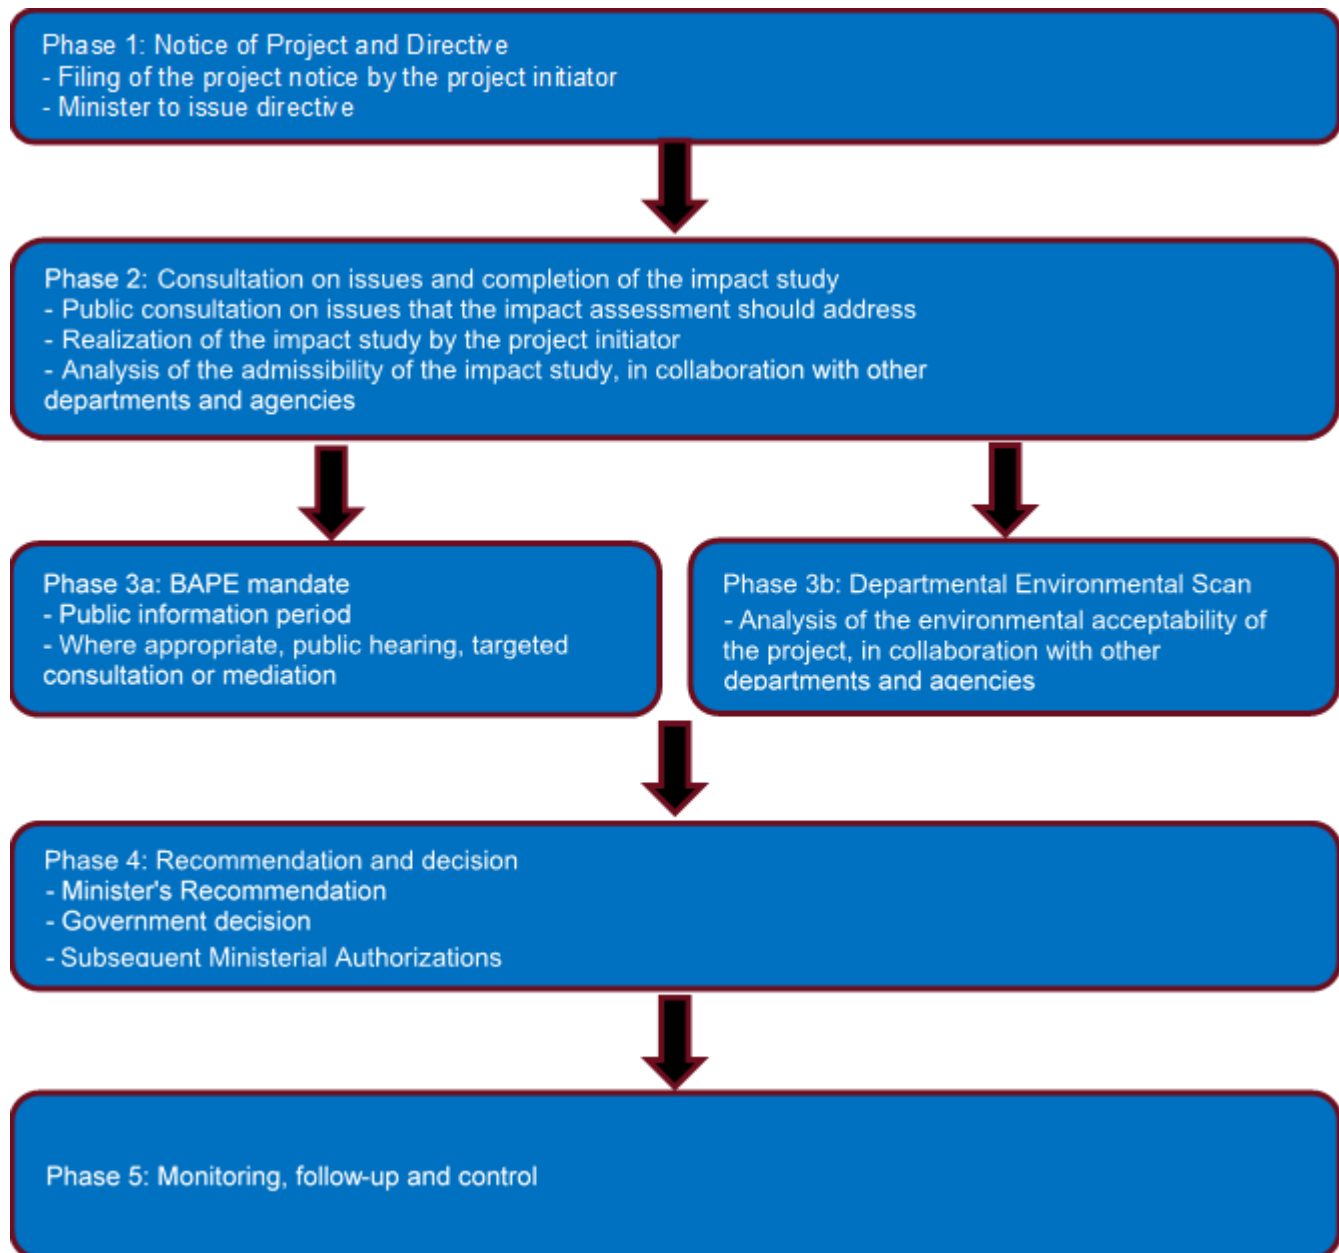 Phase 1: Notice of Project and Directive
- Filing of the project notice by the project initiator
- Minister to issue directive
Phase 2: Consultation on issues and completion of the impact study
- Public consultation on issues that the impact assessment should address
- Realization of the impact study by the project initiator
- Analysis of the admissibility of the impact study, in collaboration with other
departments and agencies
Phase 3a: BAPE mandate
- Public information period
- Where appropriate, public hearing, targeted
consultation or mediation
Phase 3b: Departmental Environmental Scan
- Analysis of the environmental acceptability of
the project, in collaboration with other
departments and agencies
Phase 4: Recommendation and decision
- Minister's Recommendation
- Government decision
- Subsequent Ministerial Authorizations
Phase 5: Monitoring, follow-up and control